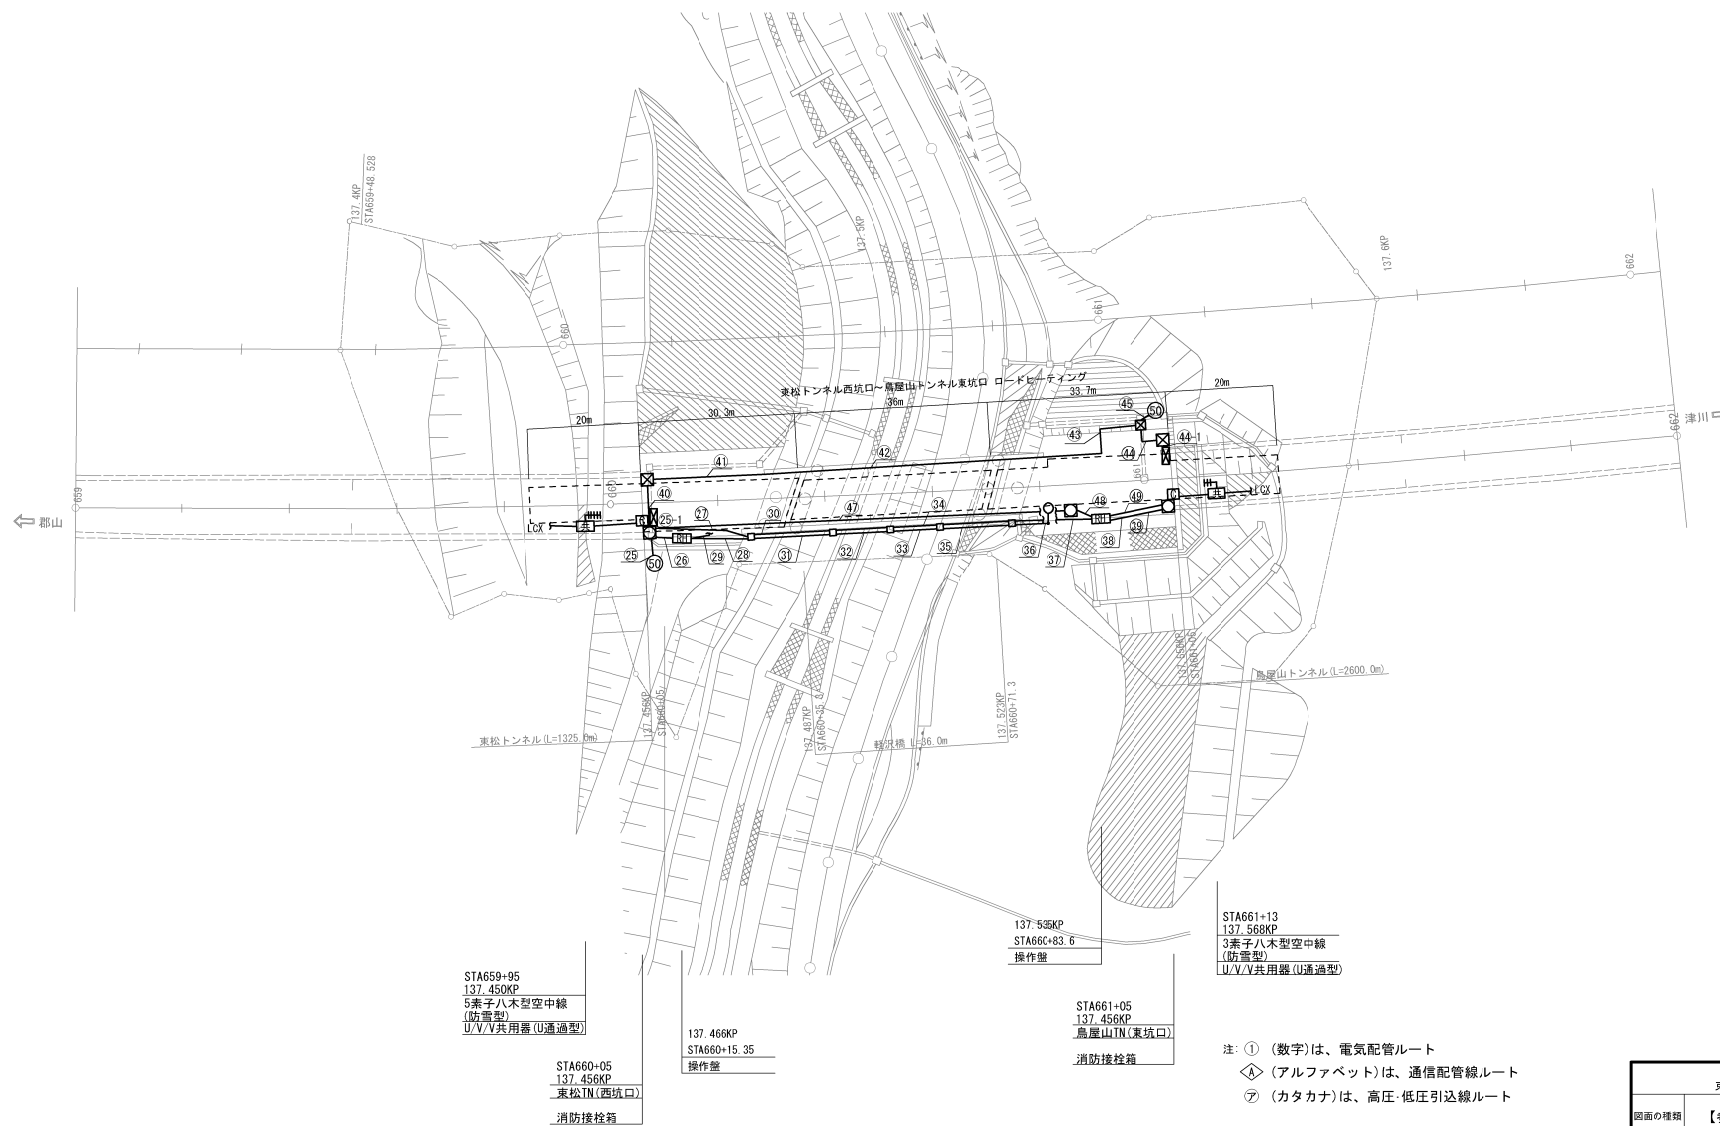 137.4KP
STA659+48.528
137.5KP
137.6KP
662
661
660
東松トンネル西坑口～鳥屋山トンネル東坑口 ロードヒーティング
20m
30.3m
36m
33.7m
20m
659
660
661
662
郡山
津川
LCX
共
LCX
共
C
RH
RH
㊶
㊷
㊸
㊹
㊹-1
㊺
㊿
㊵
㉕-1
㉗
㉚
㊼
㉞
㊽
㊾
㉕
㊿
㉖
㉙
㉘
㉛
㉜
㉝
㉟
㊱
㊲
㊳
㊴
東松トンネル(L=1325.0m)
137.456KP
STA660+05
137.487KP
軽沢橋 L=36.0m
137.523KP
STA660+71.3
鳥屋山トンネル(L=2600.0m)
STA661+05
STA659+95
137.450KP
5素子八木型空中線
(防雪型)
U/V/V共用器(U通過型)
STA660+05
137.456KP
東松TN(西坑口)
消防接栓箱
137.466KP
STA660+15.35
操作盤
137.535KP
STA660+83.6
操作盤
STA661+05
137.456KP
鳥屋山TN(東坑口)
消防接栓箱
STA661+13
137.568KP
3素子八木型空中線
(防雪型)
U/V/V共用器(U通過型)
注: ① (数字)は、電気配管ルート
A (アルファベット)は、通信配管線ルート
㋐ (カタカナ)は、高圧・低圧引込線ルート
図面の種類